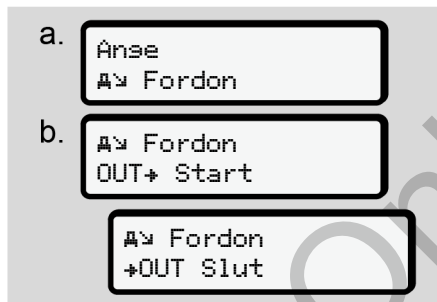 a.
Ange
Fordon
b.
Fordon
OUT→ Start
Fordon
→OUT Slut